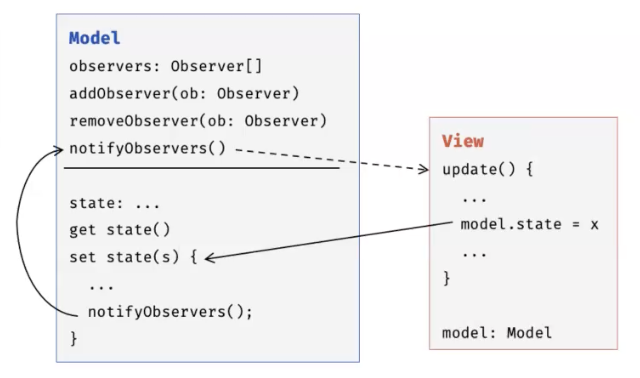 Model
observers: Observer[]
addObserver(ob: Observer)
removeObserver(ob: Observer)
notifyObservers()
state: ...
get state()
set state(s) {
...
notifyObservers();
}
View
update() {
...
model.state = x
...
}
model: Model